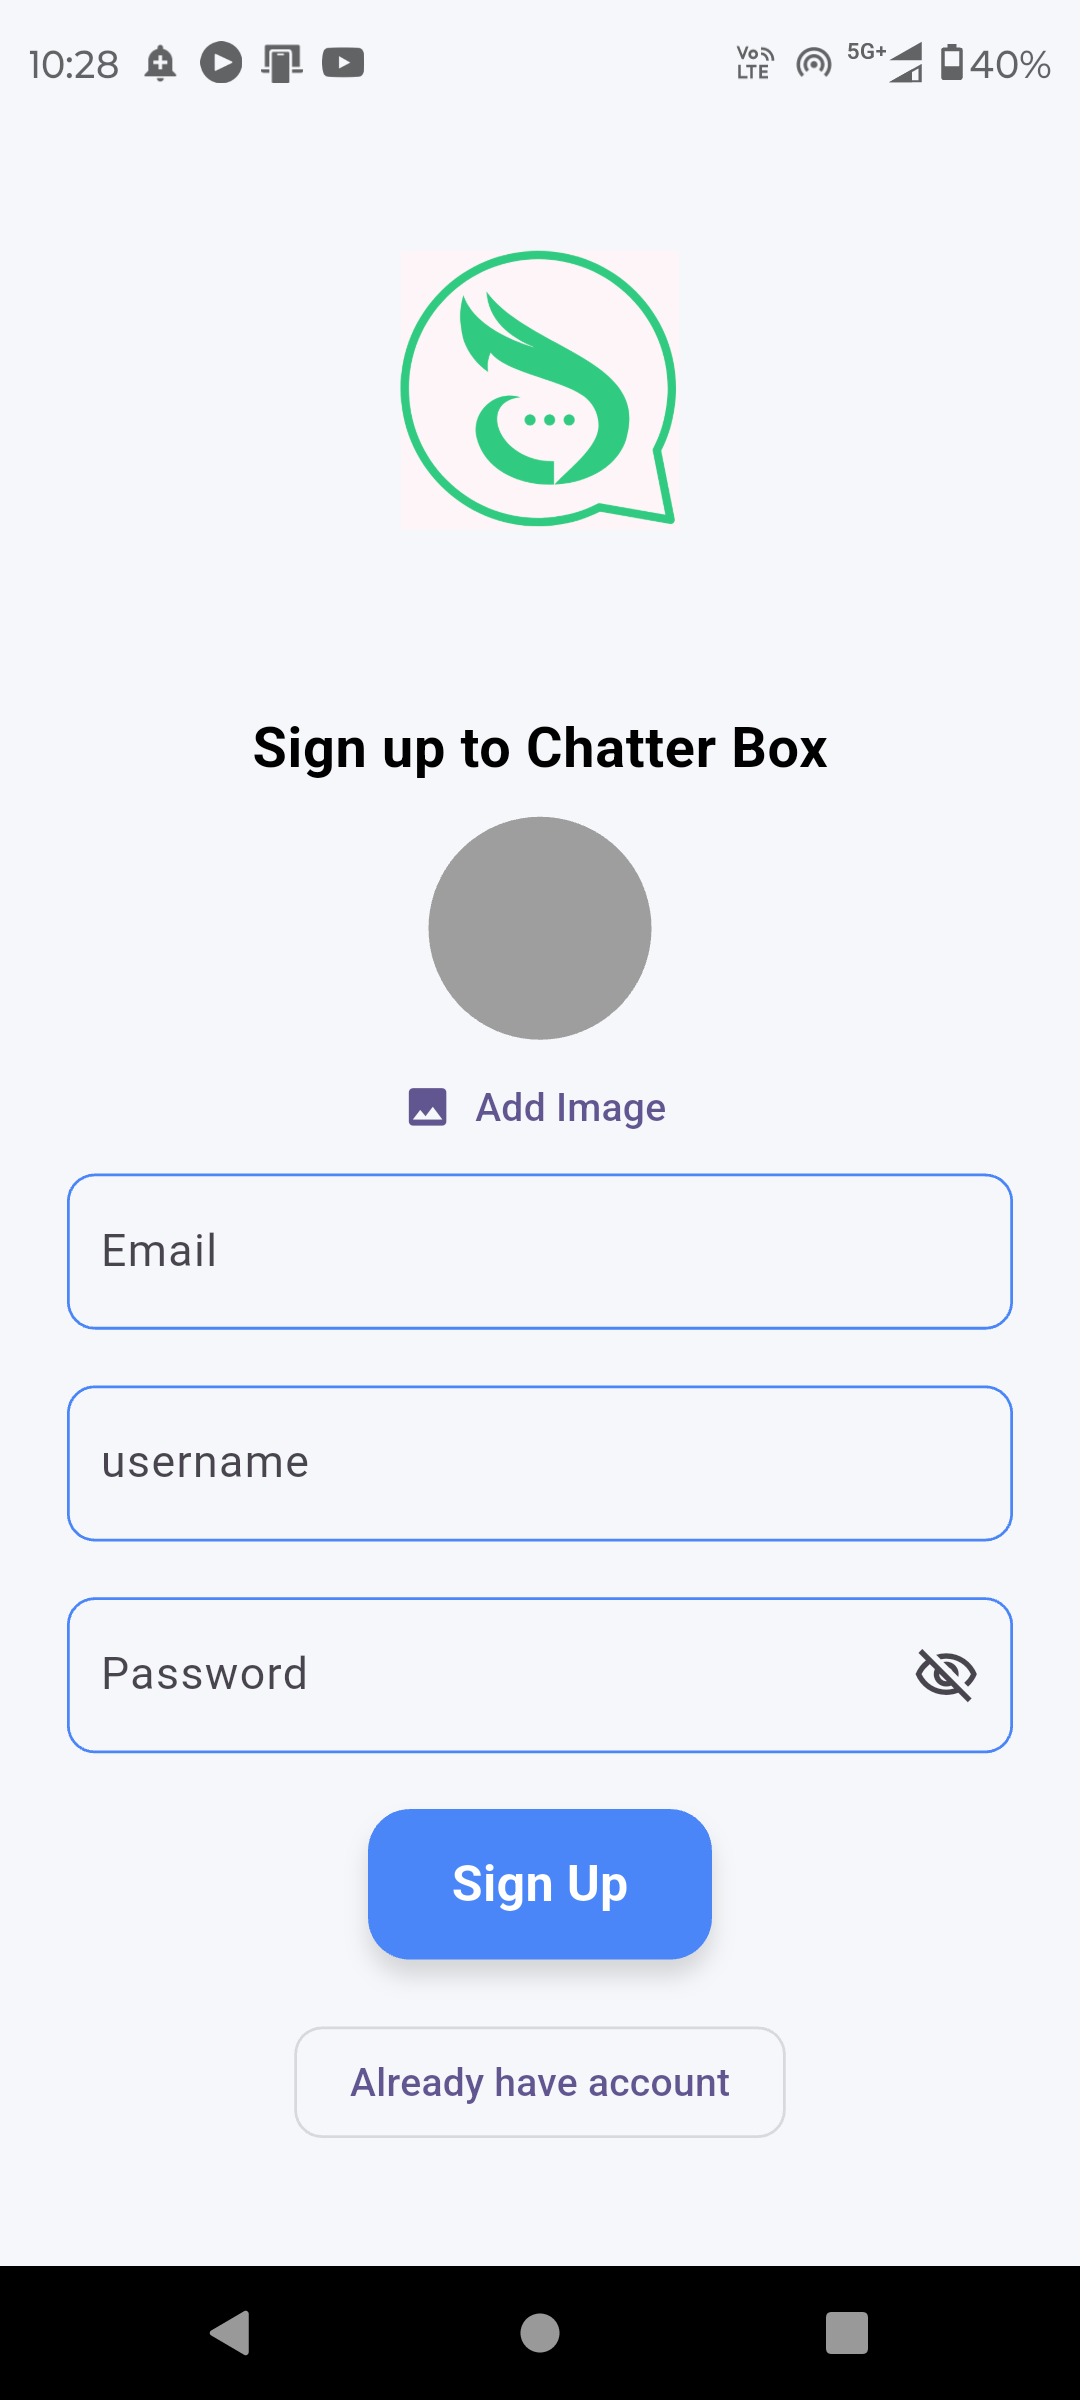 10:28 Vo LTE 5G+ 40%
Sign up to Chatter Box
Add Image
Email
username
Password
Sign Up
Already have account